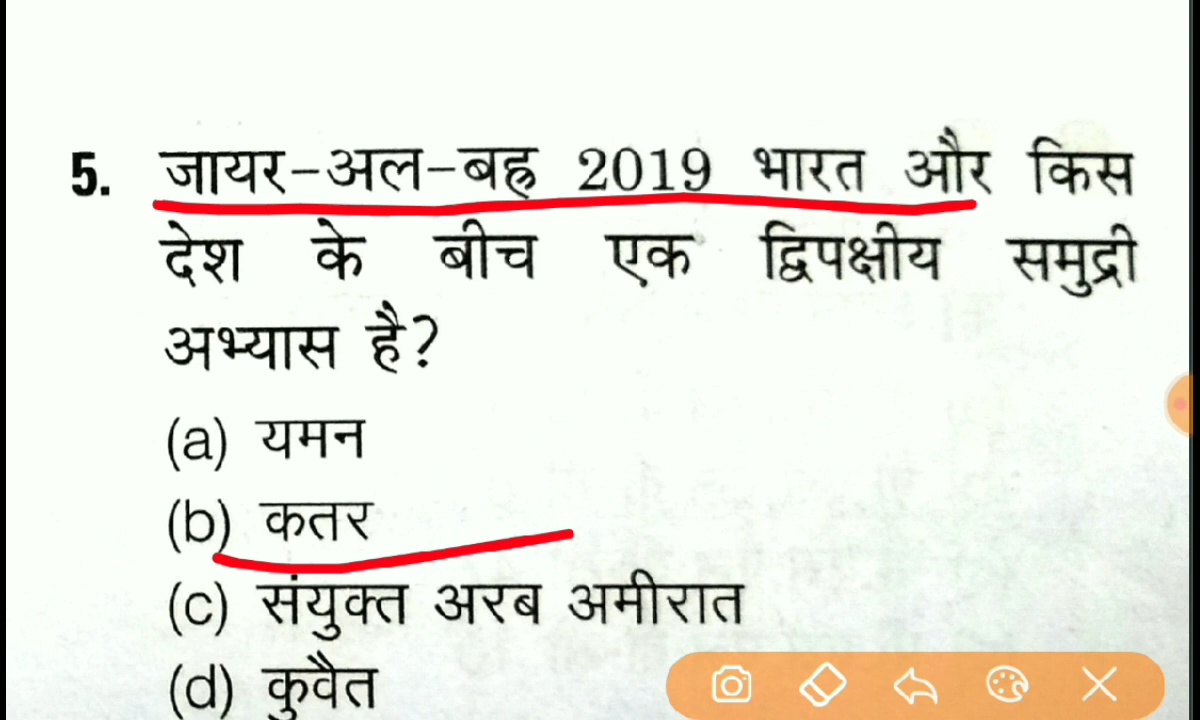 5. जायर-अल-बह्र 2019 भारत और किस
देश के बीच एक द्विपक्षीय समुद्री
अभ्यास है?
(a) यमन
(b) कतर
(c) संयुक्त अरब अमीरात
(d) कुवैत